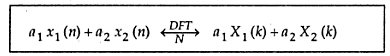 a₁ x₁(n) + a₂ x₂(n) ⟷ a₁ X₁(k) + a₂ X₂(k)
DFT
N